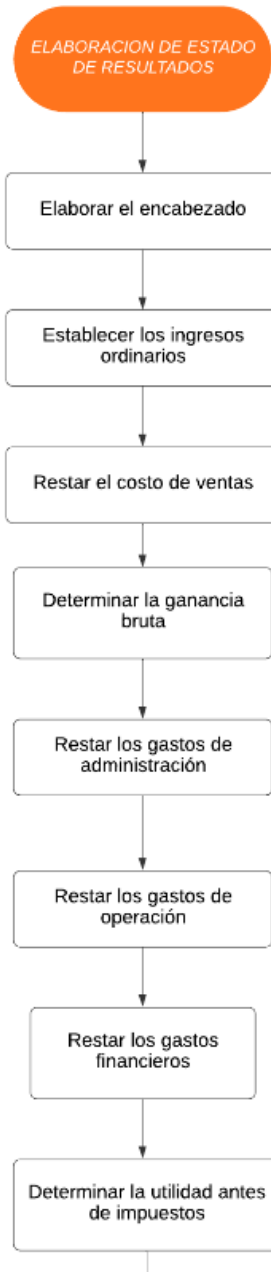 ELABORACION DE ESTADO
DE RESULTADOS
Elaborar el encabezado
Establecer los ingresos
ordinarios
Restar el costo de ventas
Determinar la ganancia
bruta
Restar los gastos de
administración
Restar los gastos de
operación
Restar los gastos
financieros
Determinar la utilidad antes
de impuestos